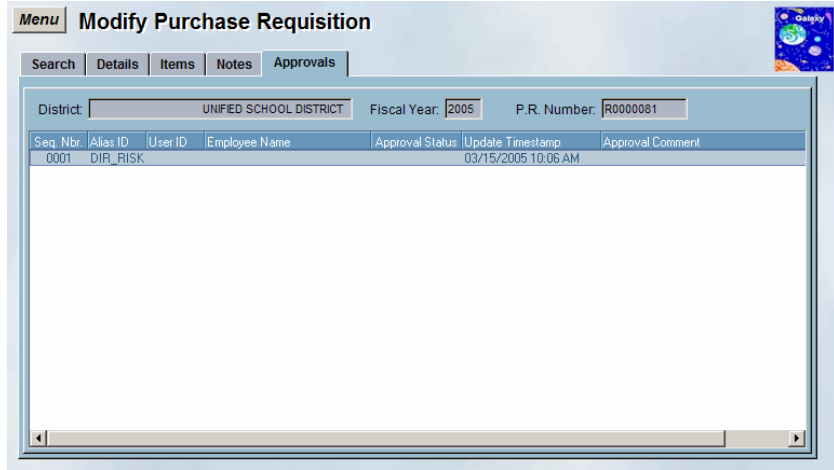 Menu Modify Purchase Requisition
Galaxy
Search Details Items Notes Approvals
District: UNIFIED SCHOOL DISTRICT Fiscal Year: 2005 P.R. Number: R0000081
Seq. Nbr. Alias ID User ID Employee Name Approval Status Update Timestamp Approval Comment
0001 DIR_RISK 03/15/2005 10:06 AM